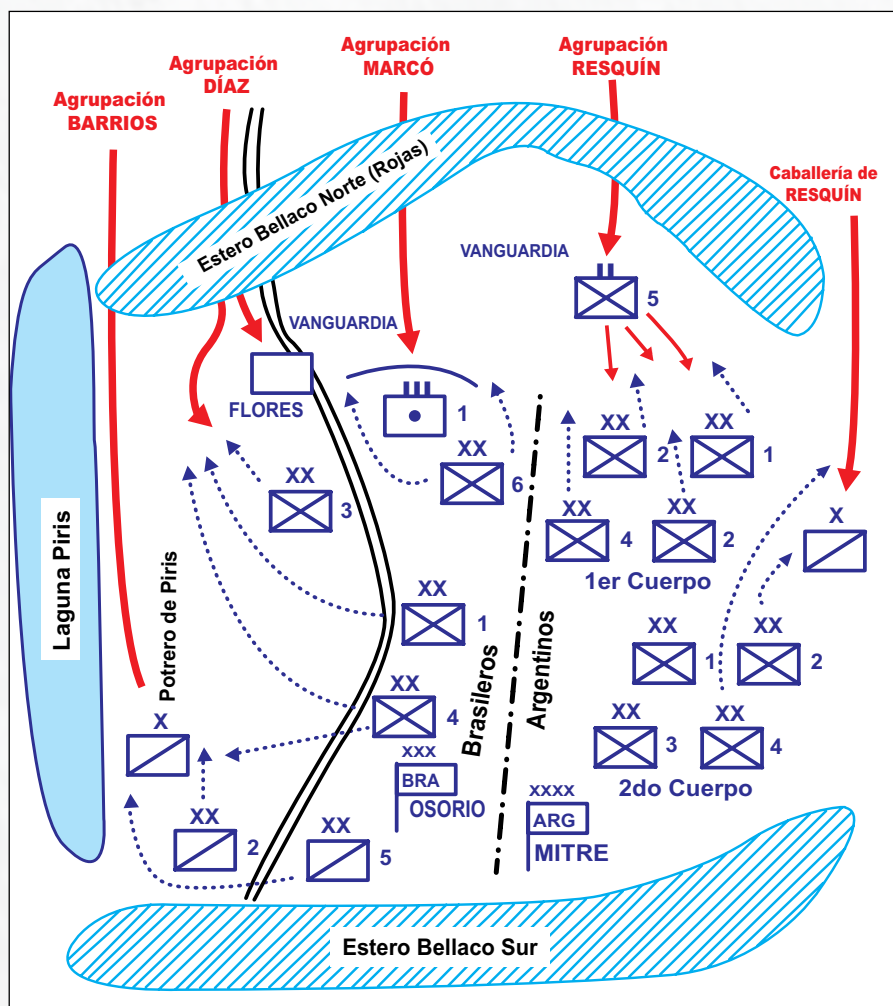 Agrupación
BARRIOS
Agrupación
DÍAZ
Agrupación
MARCÓ
Agrupación
RESQUÍN
Caballería de
RESQUÍN
Estero Bellaco Norte (Rojas)
VANGUARDIA
5
VANGUARDIA
FLORES
1
XX
6
XX
3
XX
2
XX
1
XX
4
XX
2
1er Cuerpo
X
Laguna Piris
Potrero de Piris
XX
1
XX
4
Brasileros
Argentinos
XX
1
XX
2
XX
3
XX
4
2do Cuerpo
X
XX
2
XX
5
XXX
BRA
OSORIO
XXXX
ARG
MITRE
Estero Bellaco Sur